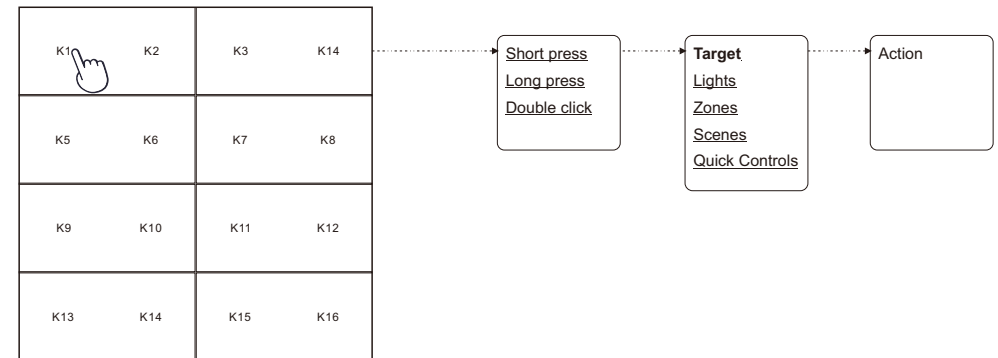 K1 K2 K3 K14
K5 K6 K7 K8
K9 K10 K11 K12
K13 K14 K15 K16
Short press
Long press
Double click
Target
Lights
Zones
Scenes
Quick Controls
Action